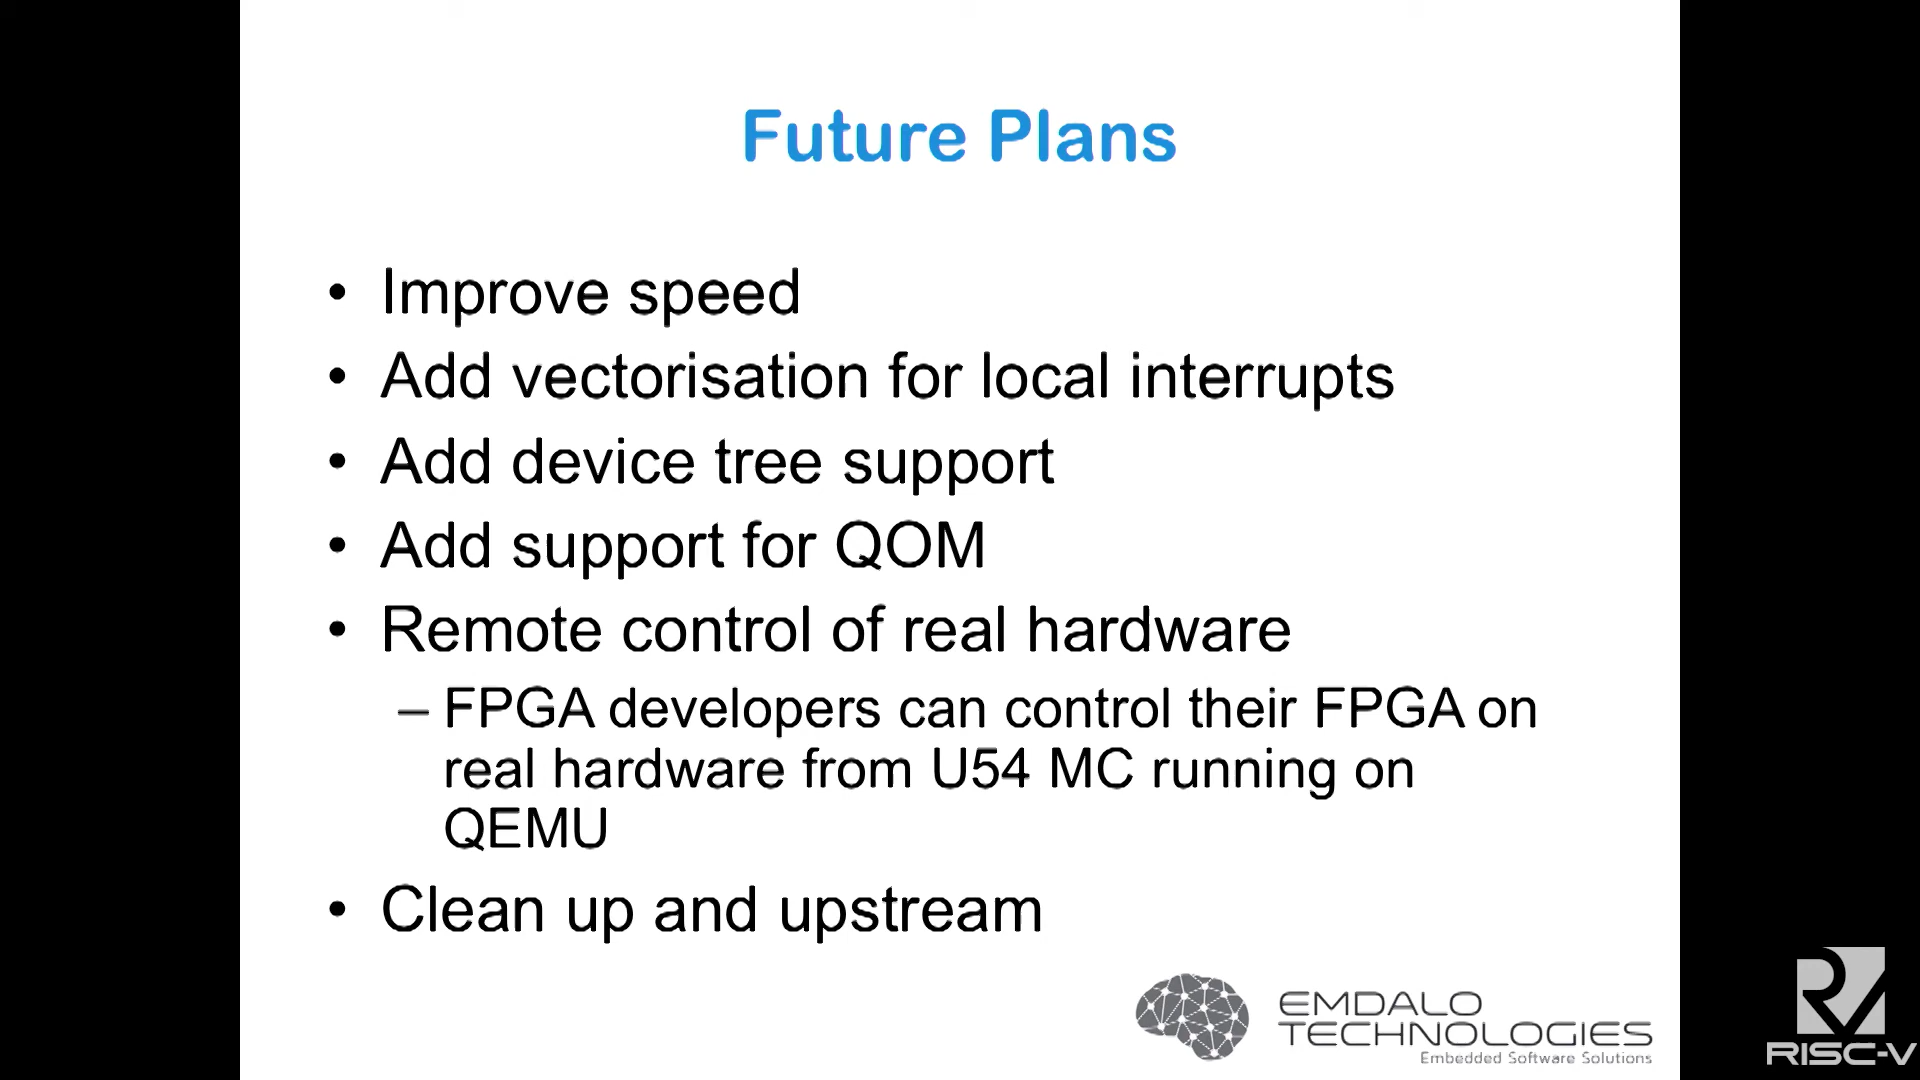 Future Plans
• Improve speed
• Add vectorisation for local interrupts
• Add device tree support
• Add support for QOM
• Remote control of real hardware
– FPGA developers can control their FPGA on
real hardware from U54 MC running on
QEMU
• Clean up and upstream
EMDALO
TECHNOLOGIES
Embedded Software Solutions
RISC-V